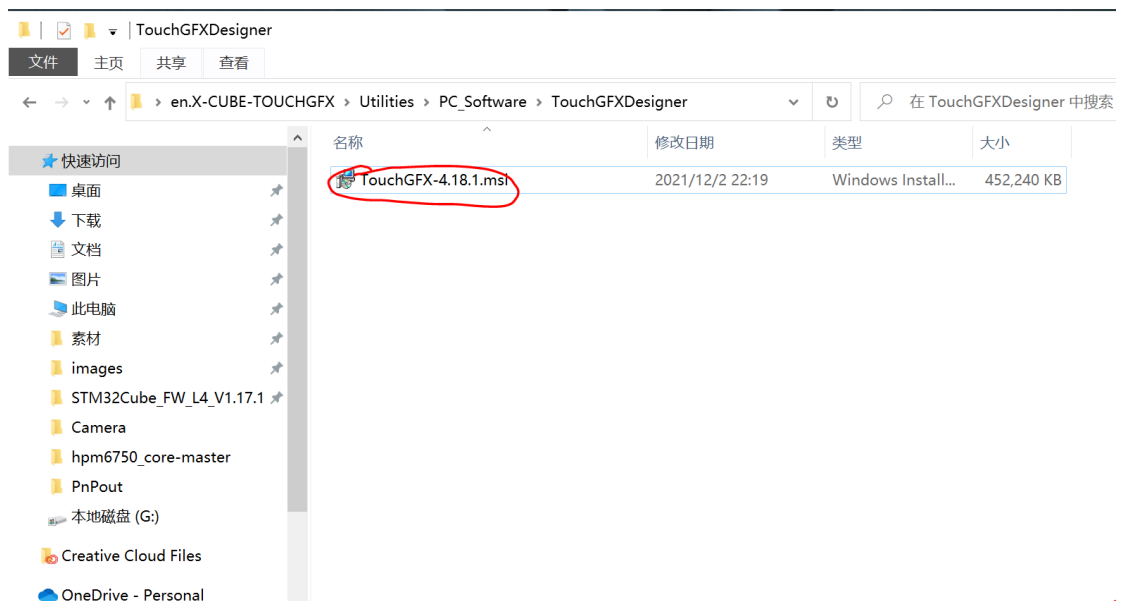 TouchGFXDesigner
文件 主页 共享 查看
en.X-CUBE-TOUCHGFX › Utilities › PC_Software › TouchGFXDesigner 在 TouchGFXDesigner 中搜索
名称 修改日期 类型 大小
TouchGFX-4.18.1.msi 2021/12/2 22:19 Windows Install... 452,240 KB
快速访问
桌面
下载
文档
图片
此电脑
素材
images
STM32Cube_FW_L4_V1.17.1
Camera
hpm6750_core-master
PnPout
本地磁盘 (G:)
Creative Cloud Files
OneDrive - Personal